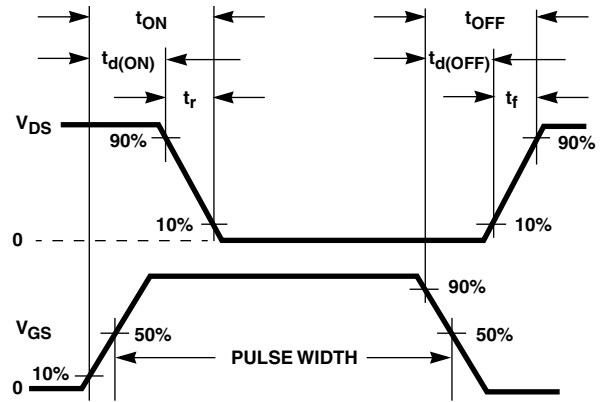 tON tOFF
td(ON) td(OFF)
tr tf
VDS
90% 90%
10% 10%
0
90%
VGS 50% 50%
PULSE WIDTH
10%
0